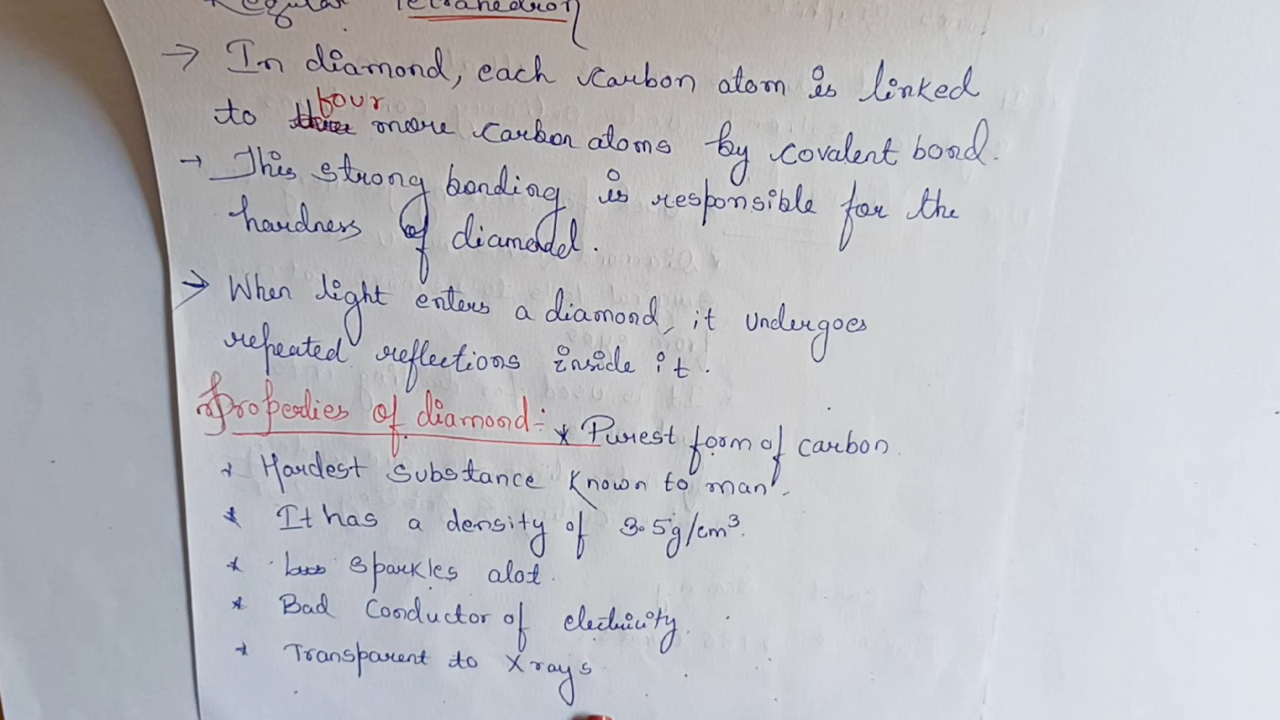 Regular Tetrahedron
→ In diamond, each carbon atom is linked
to four more carbon atoms by covalent bond.
→ This strong bonding is responsible for the
hardness of diamond.
→ When light enters a diamond, it undergoes
repeated reflections inside it.
Properties of diamond:- * Purest form of carbon
* Hardest substance known to man.
* It has a density of 3.5g/cm³.
* Sparkles alot.
* Bad Conductor of electricity.
* Transparent to X rays